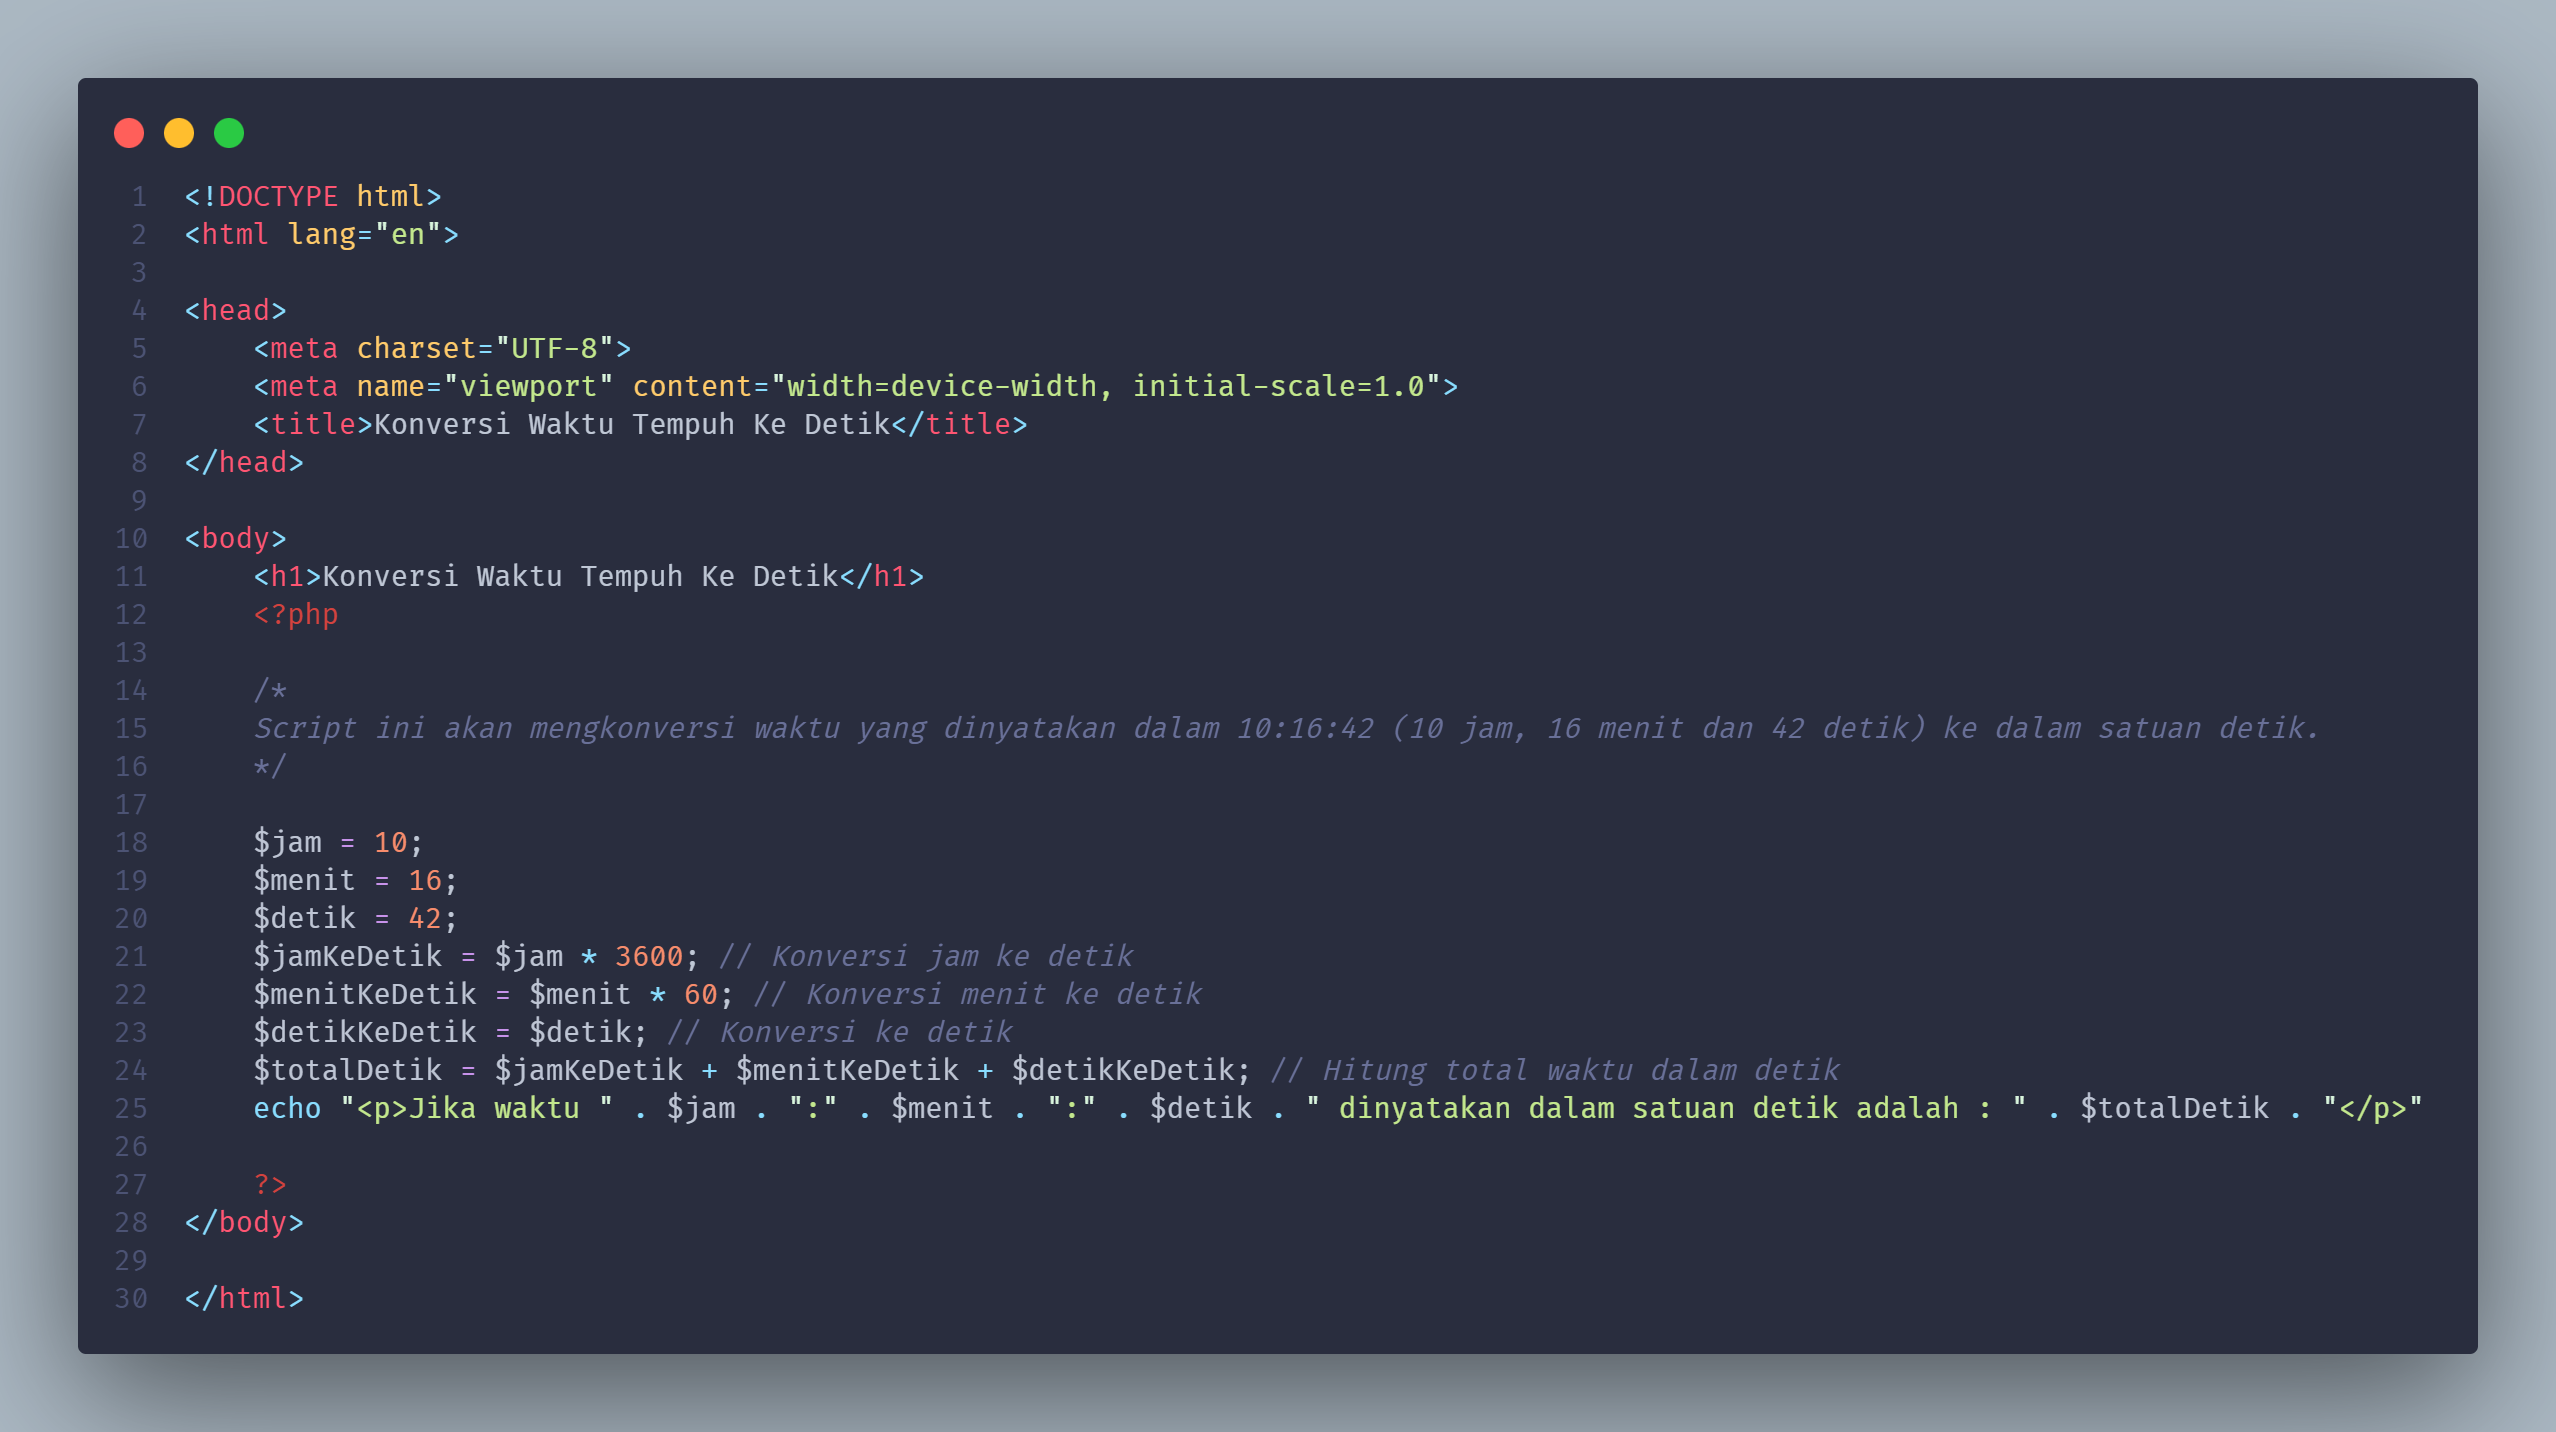 1 <!DOCTYPE html>
2 <html lang="en">
3
4 <head>
5     <meta charset="UTF-8">
6     <meta name="viewport" content="width=device-width, initial-scale=1.0">
7     <title>Konversi Waktu Tempuh Ke Detik</title>
8 </head>
9
10 <body>
11     <h1>Konversi Waktu Tempuh Ke Detik</h1>
12     <?php
13
14     /*
15     Script ini akan mengkonversi waktu yang dinyatakan dalam 10:16:42 (10 jam, 16 menit dan 42 detik) ke dalam satuan detik.
16     */
17
18     $jam = 10;
19     $menit = 16;
20     $detik = 42;
21     $jamKeDetik = $jam * 3600; // Konversi jam ke detik
22     $menitKeDetik = $menit * 60; // Konversi menit ke detik
23     $detikKeDetik = $detik; // Konversi ke detik
24     $totalDetik = $jamKeDetik + $menitKeDetik + $detikKeDetik; // Hitung total waktu dalam detik
25     echo "<p>Jika waktu " . $jam . ":" . $menit . ":" . $detik . " dinyatakan dalam satuan detik adalah : " . $totalDetik . "</p>"
26
27     ?>
28 </body>
29
30 </html>